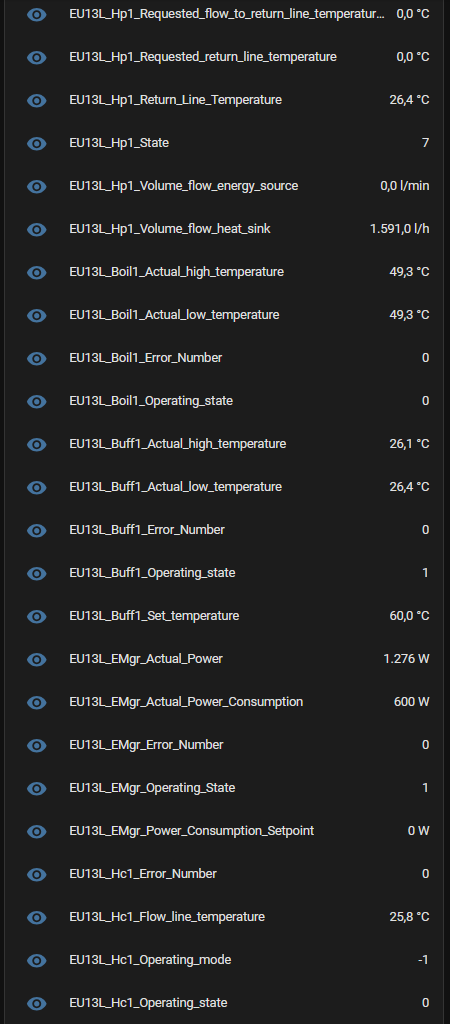 EU13L_Hp1_Requested_flow_to_return_line_temperatur... 0,0 °C
EU13L_Hp1_Requested_return_line_temperature 0,0 °C
EU13L_Hp1_Return_Line_Temperature 26,4 °C
EU13L_Hp1_State 7
EU13L_Hp1_Volume_flow_energy_source 0,0 l/min
EU13L_Hp1_Volume_flow_heat_sink 1.591,0 l/h
EU13L_Boil1_Actual_high_temperature 49,3 °C
EU13L_Boil1_Actual_low_temperature 49,3 °C
EU13L_Boil1_Error_Number 0
EU13L_Boil1_Operating_state 0
EU13L_Buff1_Actual_high_temperature 26,1 °C
EU13L_Buff1_Actual_low_temperature 26,4 °C
EU13L_Buff1_Error_Number 0
EU13L_Buff1_Operating_state 1
EU13L_Buff1_Set_temperature 60,0 °C
EU13L_EMgr_Actual_Power 1.276 W
EU13L_EMgr_Actual_Power_Consumption 600 W
EU13L_EMgr_Error_Number 0
EU13L_EMgr_Operating_State 1
EU13L_EMgr_Power_Consumption_Setpoint 0 W
EU13L_Hc1_Error_Number 0
EU13L_Hc1_Flow_line_temperature 25,8 °C
EU13L_Hc1_Operating_mode -1
EU13L_Hc1_Operating_state 0